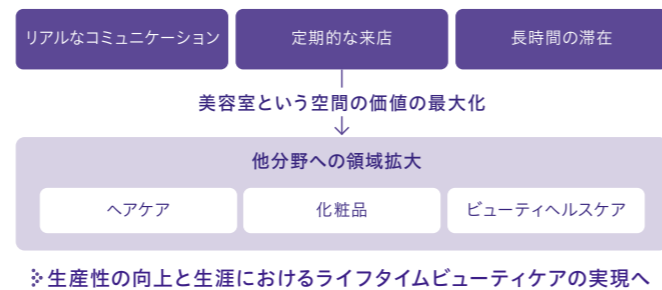 リアルなコミュニケーション 定期的な来店 長時間の滞在
美容室という空間の価値の最大化
↓
他分野への領域拡大
ヘアケア 化粧品 ビューティヘルスケア
生産性の向上と生涯におけるライフタイムビューティケアの実現へ